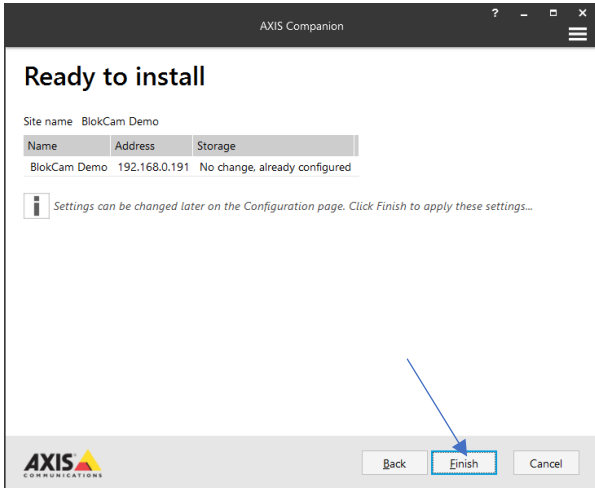 AXIS Companion
?
Ready to install
Site name BlokCam Demo
Name Address Storage
BlokCam Demo 192.168.0.191 No change, already configured
i Settings can be changed later on the Configuration page. Click Finish to apply these settings...
AXIS
COMMUNICATIONS
Back Finish Cancel